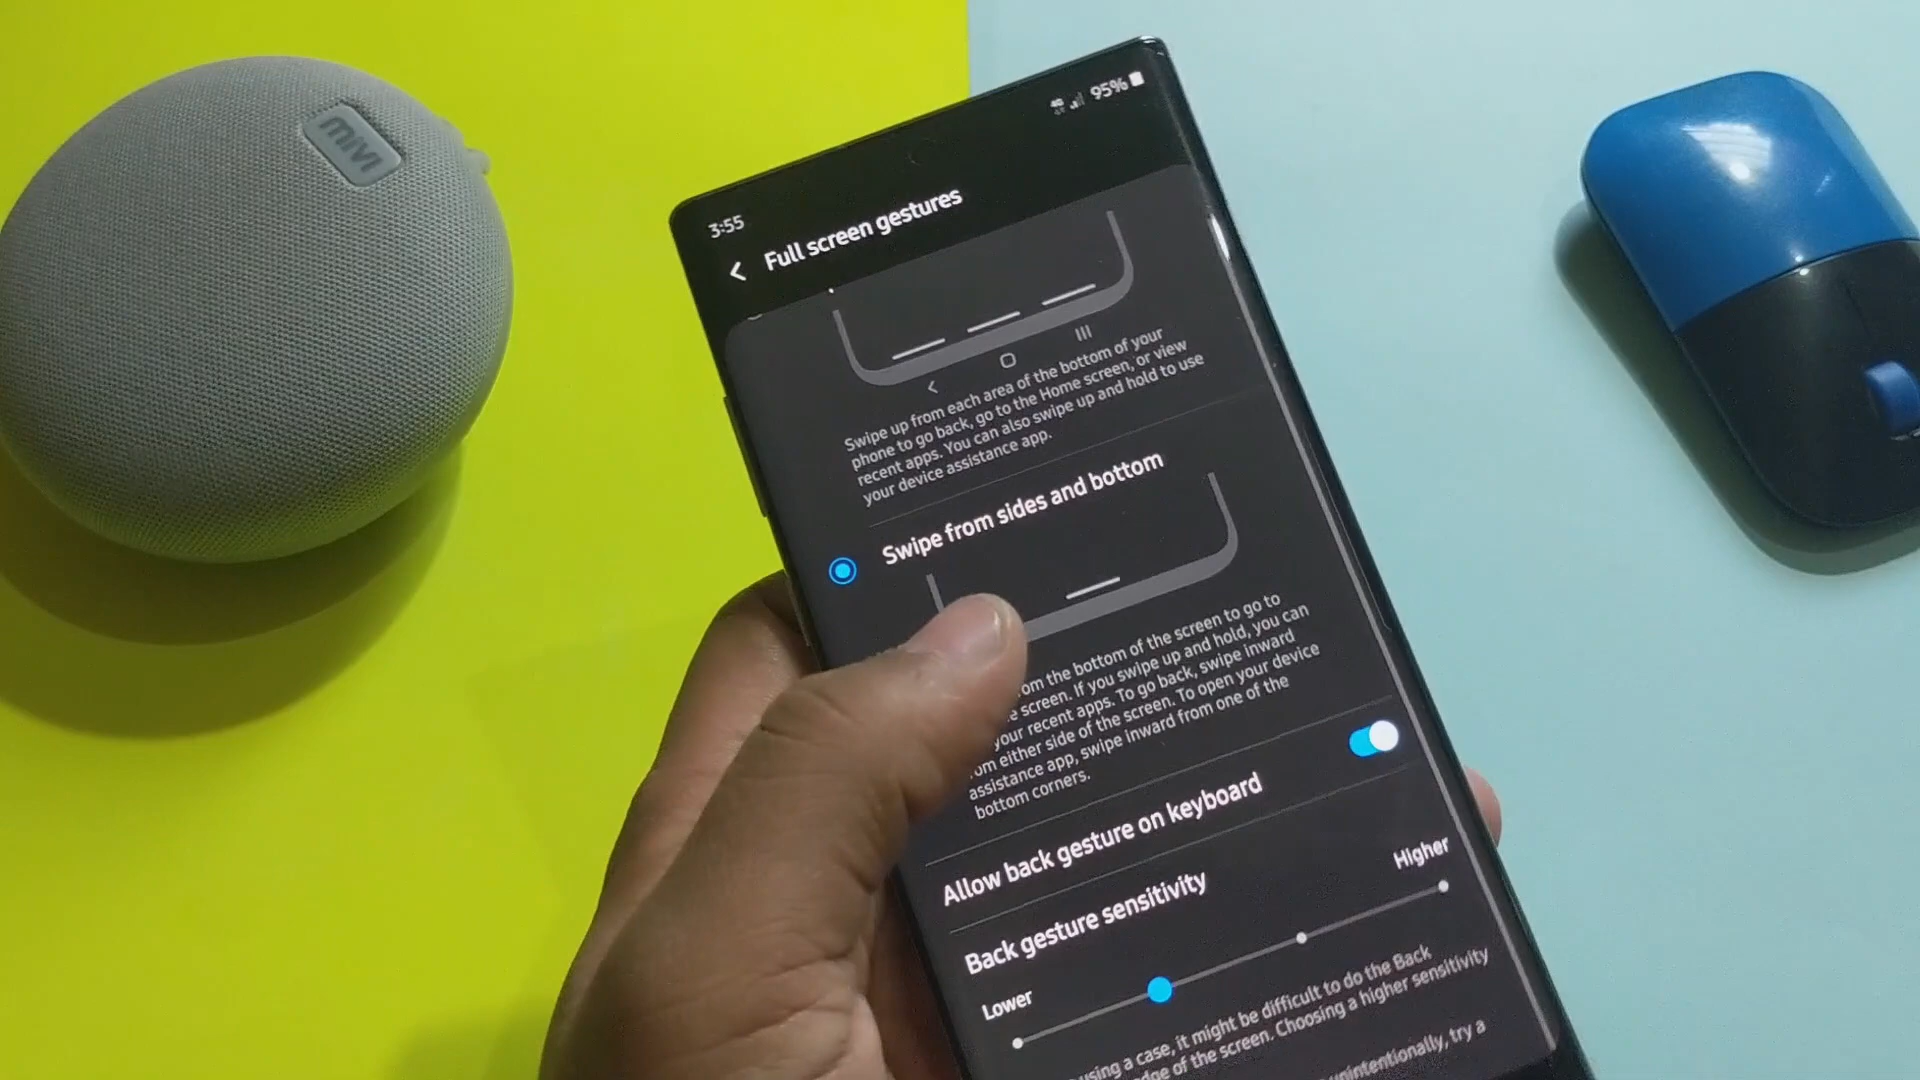 mivi
3:55
95%
Full screen gestures
Swipe up from each area of the bottom of your
phone to go back, go to the Home screen, or view
recent apps. You can also swipe up and hold to use
your device assistance app.
Swipe from sides and bottom
om the bottom of the screen to go to
screen. If you swipe up and hold, you can
your recent apps. To go back, swipe inward
om either side of the screen. To open your device
assistance app, swipe inward from one of the
bottom corners.
Allow back gesture on keyboard
Back gesture sensitivity
Lower
Higher
using a case, it might be difficult to do the Back
edge of the screen. Choosing a higher sensitivity
unintentionally, try a